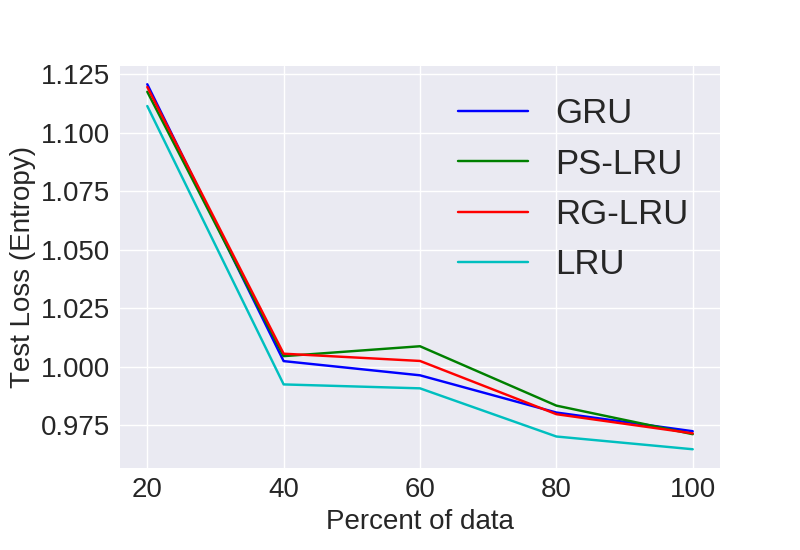 1.125
1.100
1.075
1.050
1.025
1.000
0.975
Test Loss (Entropy)
GRU
PS-LRU
RG-LRU
LRU
20 40 60 80 100
Percent of data